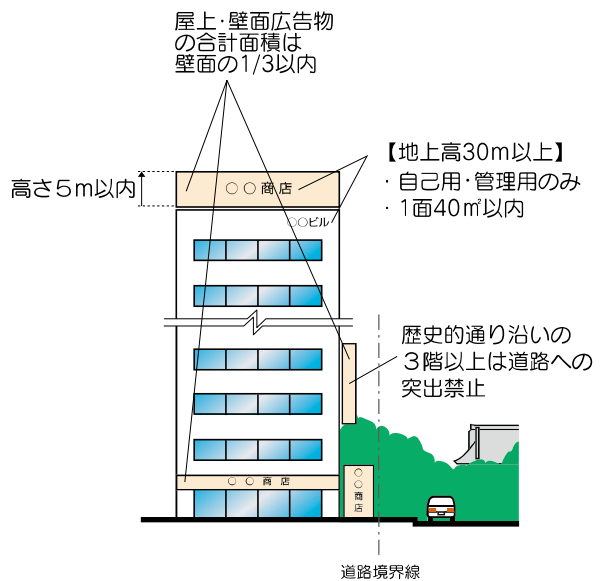 屋上・壁面広告物
の合計面積は
壁面の1/3以内
【地上高30m以上】
・自己用・管理用のみ
・1面40㎡以内
高さ5m以内
○○商店
○○ビル
歴史的通り沿いの
3階以上は道路への
突出禁止
○○商店
○○商店
道路境界線